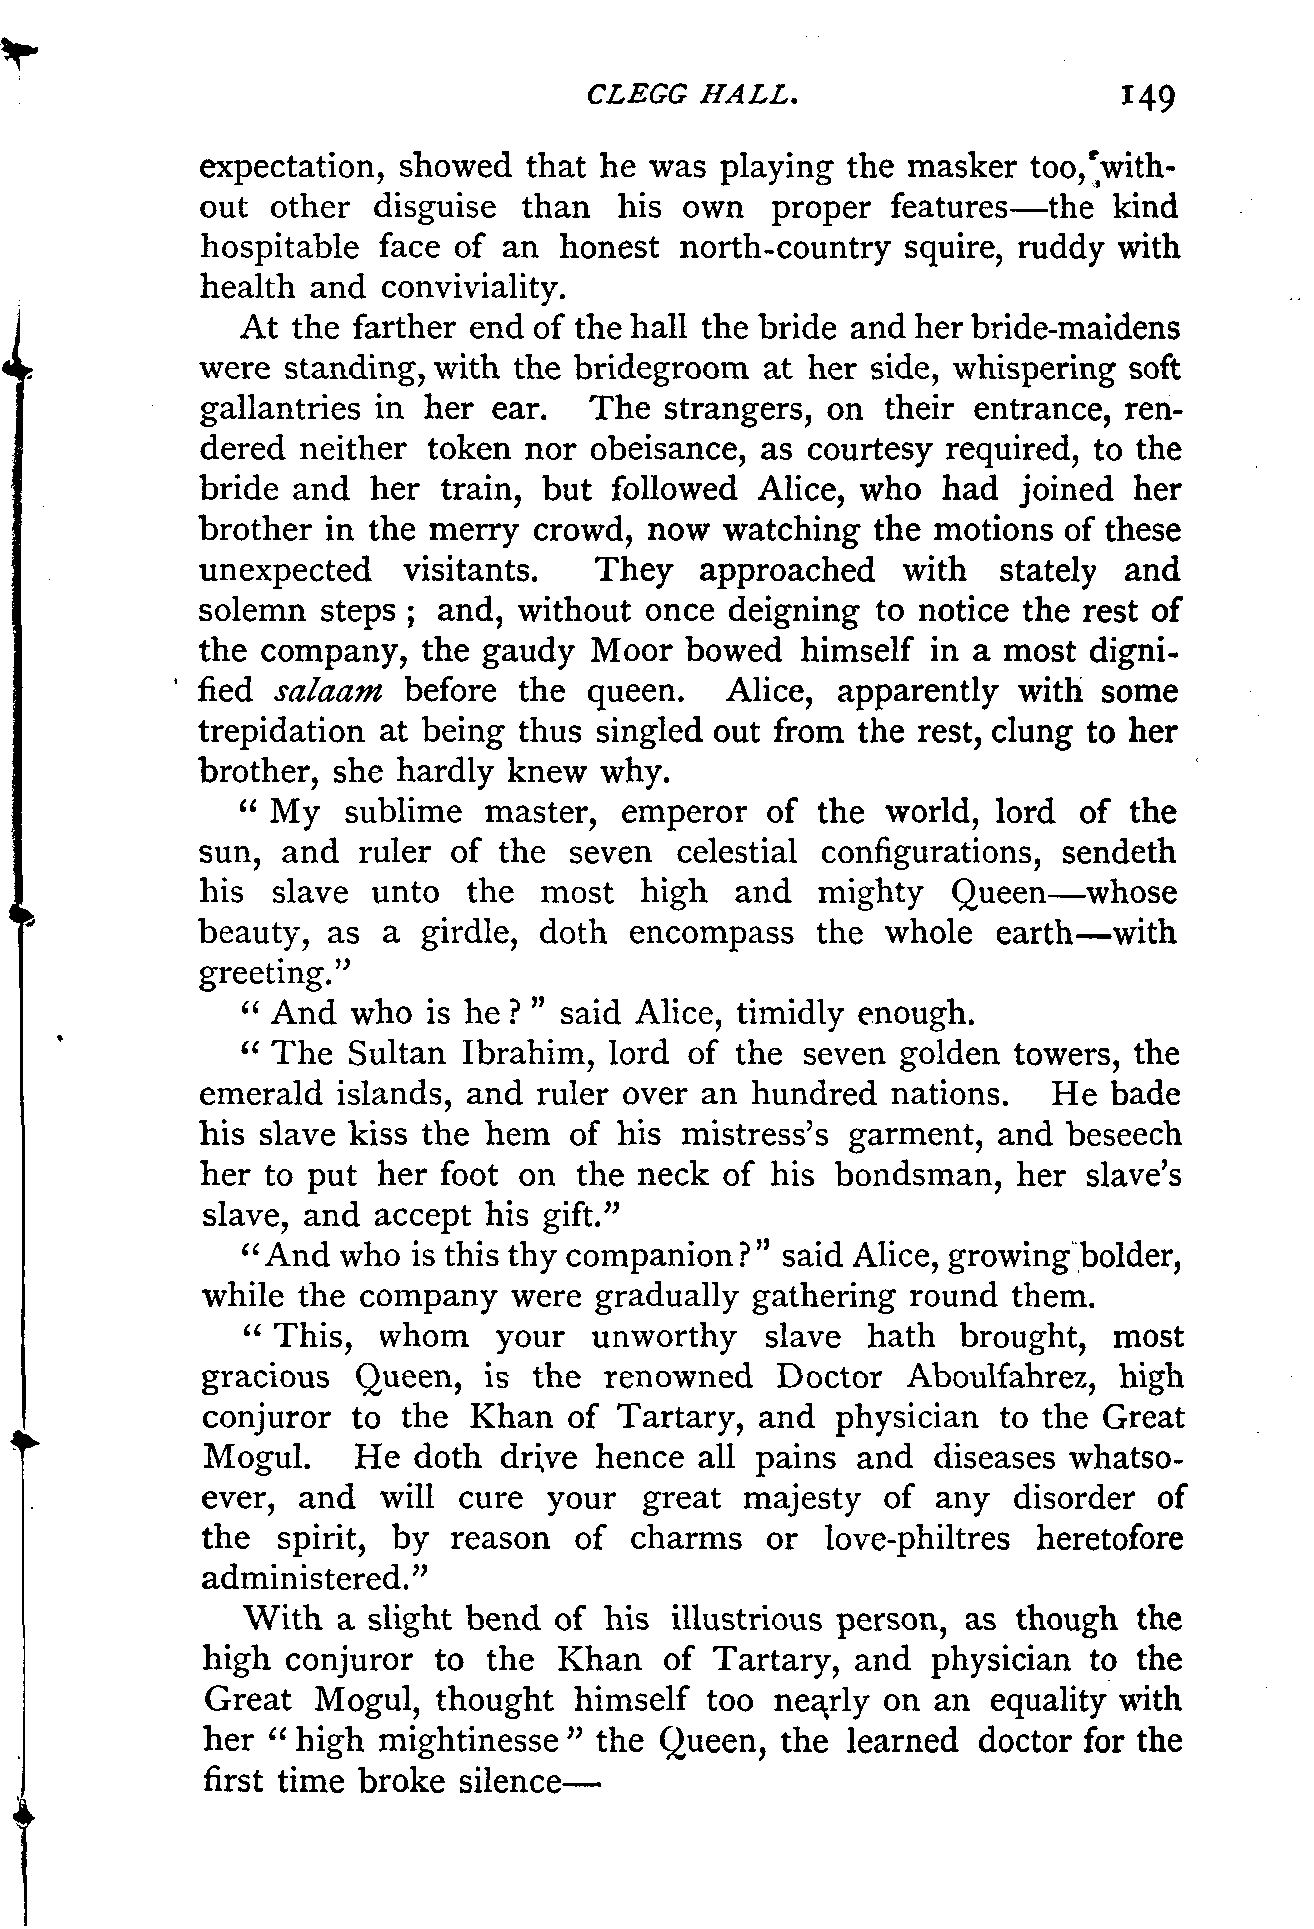 CLEGG HALL. 149
expectation, showed that he was playing the masker too, with-
out other disguise than his own proper features—the kind
hospitable face of an honest north-country squire, ruddy with
health and conviviality.
At the farther end of the hall the bride and her bride-maidens
were standing, with the bridegroom at her side, whispering soft
gallantries in her ear. The strangers, on their entrance, ren-
dered neither token nor obeisance, as courtesy required, to the
bride and her train, but followed Alice, who had joined her
brother in the merry crowd, now watching the motions of these
unexpected visitants. They approached with stately and
solemn steps ; and, without once deigning to notice the rest of
the company, the gaudy Moor bowed himself in a most digni-
fied salaam before the queen. Alice, apparently with some
trepidation at being thus singled out from the rest, clung to her
brother, she hardly knew why.
" My sublime master, emperor of the world, lord of the
sun, and ruler of the seven celestial configurations, sendeth
his slave unto the most high and mighty Queen—whose
beauty, as a girdle, doth encompass the whole earth—with
greeting."
" And who is he ? " said Alice, timidly enough.
" The Sultan Ibrahim, lord of the seven golden towers, the
emerald islands, and ruler over an hundred nations. He bade
his slave kiss the hem of his mistress's garment, and beseech
her to put her foot on the neck of his bondsman, her slave's
slave, and accept his gift."
" And who is this thy companion ? " said Alice, growing bolder,
while the company were gradually gathering round them.
" This, whom your unworthy slave hath brought, most
gracious Queen, is the renowned Doctor Aboulfahrez, high
conjuror to the Khan of Tartary, and physician to the Great
Mogul. He doth drive hence all pains and diseases whatso-
ever, and will cure your great majesty of any disorder of
the spirit, by reason of charms or love-philtres heretofore
administered."
With a slight bend of his illustrious person, as though the
high conjuror to the Khan of Tartary, and physician to the
Great Mogul, thought himself too nearly on an equality with
her " high mightinesse " the Queen, the learned doctor for the
first time broke silence—